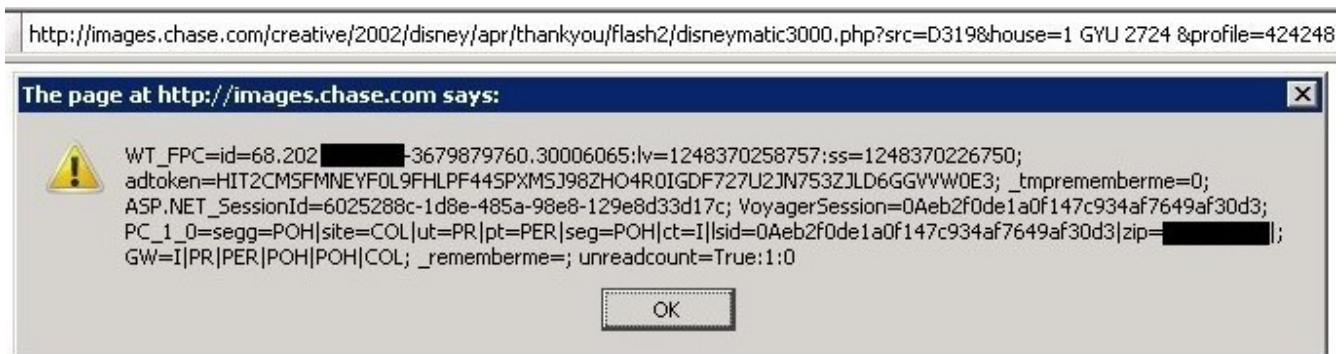 http://images.chase.com/creative/2002/disney/apr/thankyou/flash2/disneymatic3000.php?src=D319&house=1 GYU 2724 &profile=424248
The page at http://images.chase.com says:
WT_FPC=id=68.202 -3679879760.30006065:lv=1248370258757:ss=1248370226750;
adtoken=HIT2CMSFMNEYF0L9FHLPF44SPXMSJ98ZHO4R0IGDF727U2JN753ZJLD6GGVVW0E3; _tmprememberme=0;
ASP.NET_SessionId=6025288c-1d8e-485a-98e8-129e8d33d17c; VoyagerSession=0Aeb2f0de1a0f147c934af7649af30d3;
PC_1_0=segg=POH|site=COL|ut=PR|pt=PER|seg=POH|ct=I|lsid=0Aeb2f0de1a0f147c934af7649af30d3|zip= |;
GW=I|PR|PER|POH|POH|COL; _rememberme=; unreadcount=True:1:0
OK